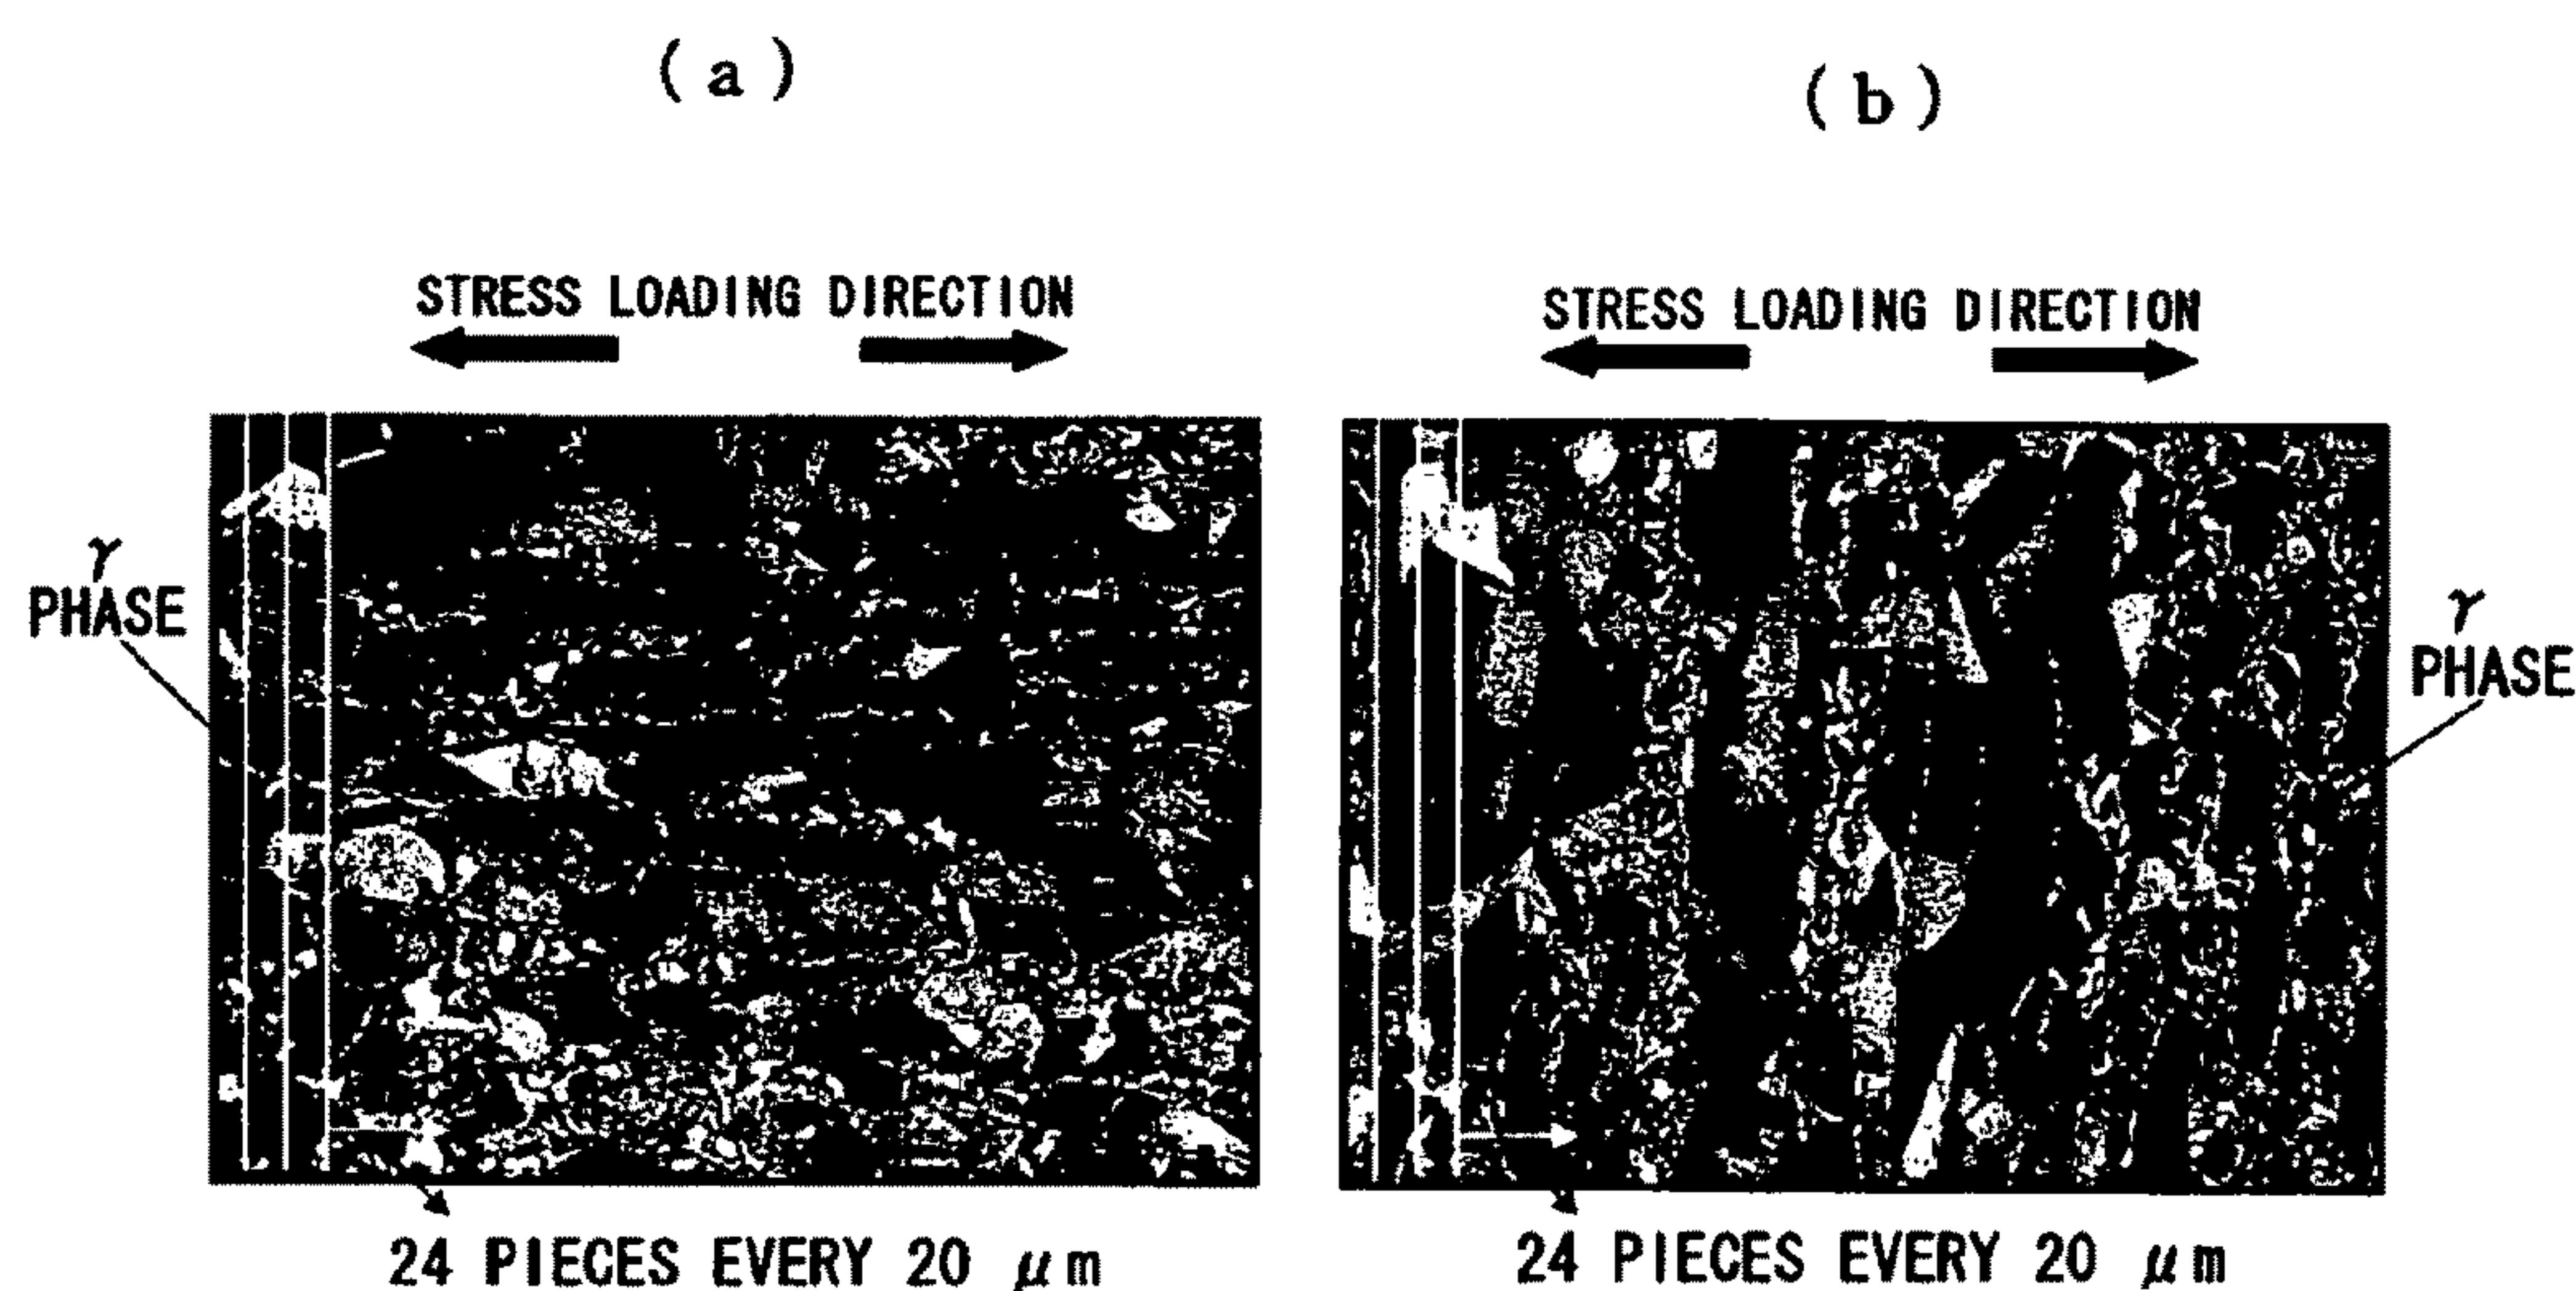 (a)
STRESS LOADING DIRECTION
γ
PHASE
24 PIECES EVERY 20 μm
(b)
STRESS LOADING DIRECTION
γ
PHASE
24 PIECES EVERY 20 μm